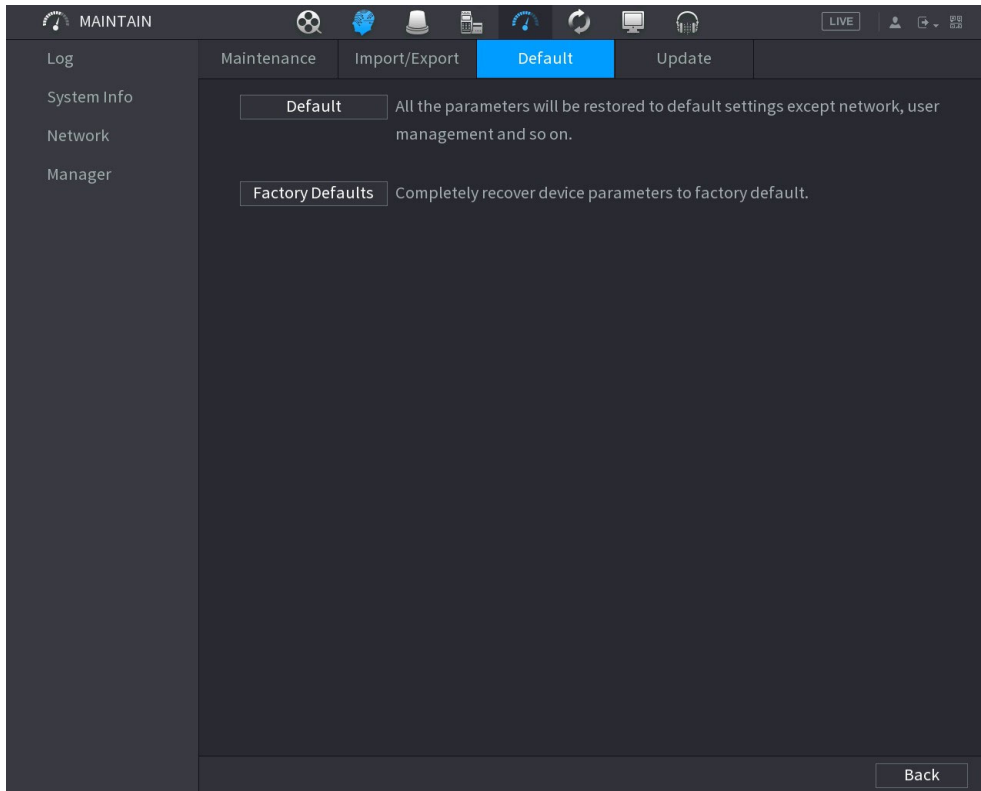 MAINTAIN
LIVE
Log
System Info
Network
Manager
Maintenance
Import/Export
Default
Update
Default
All the parameters will be restored to default settings except network, user
management and so on.
Factory Defaults
Completely recover device parameters to factory default.
Back